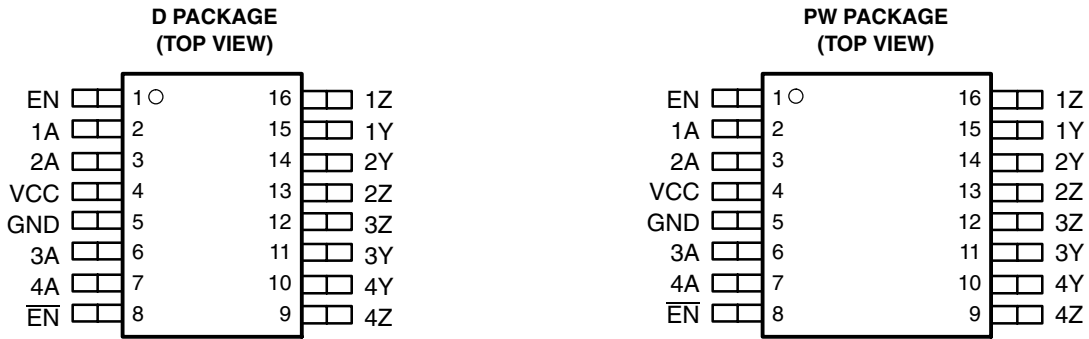 D PACKAGE
(TOP VIEW)
EN 1 16 1Z
1A 2 15 1Y
2A 3 14 2Y
VCC 4 13 2Z
GND 5 12 3Z
3A 6 11 3Y
4A 7 10 4Y
E̅N̅ 8 9 4Z
PW PACKAGE
(TOP VIEW)
EN 1 16 1Z
1A 2 15 1Y
2A 3 14 2Y
VCC 4 13 2Z
GND 5 12 3Z
3A 6 11 3Y
4A 7 10 4Y
E̅N̅ 8 9 4Z